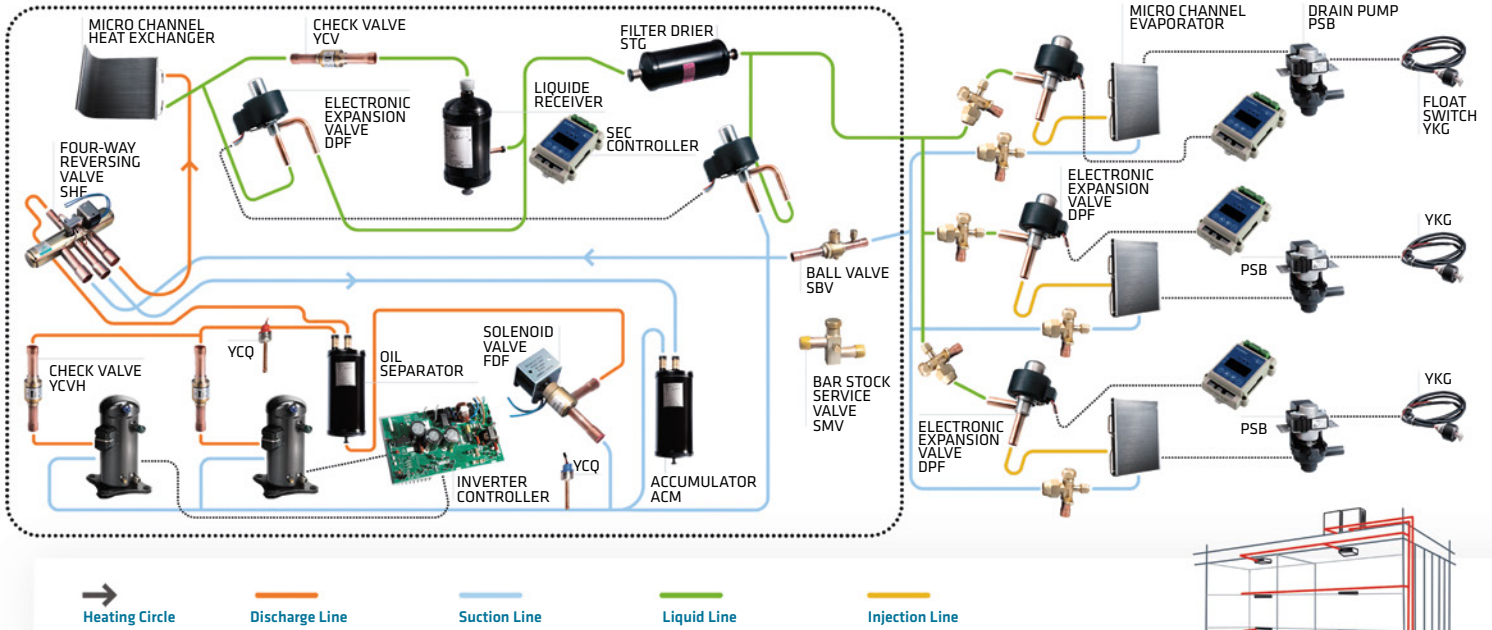 MICRO CHANNEL
HEAT EXCHANGER
CHECK VALVE
YCV
FILTER DRIER
STG
MICRO CHANNEL
EVAPORATOR
DRAIN PUMP
PSB
ELECTRONIC
EXPANSION
VALVE
DPF
LIQUIDE
RECEIVER
SEC
CONTROLLER
FLOAT
SWITCH
YKG
FOUR-WAY
REVERSING
VALVE
SHF
ELECTRONIC
EXPANSION
VALVE
DPF
PSB
YKG
BALL VALVE
SBV
CHECK VALVE
YCVH
YCQ
OIL
SEPARATOR
SOLENOID
VALVE
FDF
BAR STOCK
SERVICE
VALVE
SMV
INVERTER
CONTROLLER
YCQ
ACCUMULATOR
ACM
ELECTRONIC
EXPANSION
VALVE
DPF
PSB
YKG
Heating Circle
Discharge Line
Suction Line
Liquid Line
Injection Line